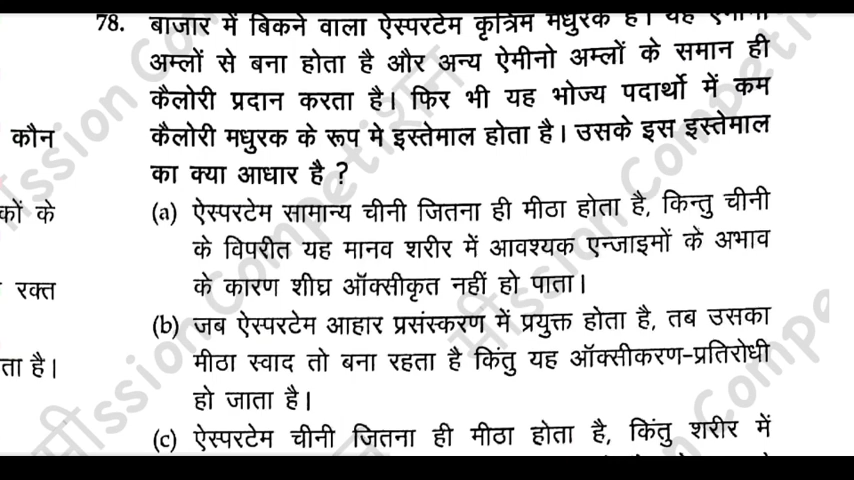 78. बाजार में बिकने वाला ऐस्परटेम कृत्रिम मधुरक है। यह
अम्लों से बना होता है और अन्य ऐमीनो अम्लों के समान ही
कैलोरी प्रदान करता है। फिर भी यह भोज्य पदार्थो में कम
कौन
कैलोरी मधुरक के रूप मे इस्तेमाल होता है। उसके इस इस्तेमाल
का क्या आधार है ?
कों के
(a) ऐस्परटेम सामान्य चीनी जितना ही मीठा होता है, किन्तु चीनी
के विपरीत यह मानव शरीर में आवश्यक एन्जाइमों के अभाव
रक्त
के कारण शीघ्र ऑक्सीकृत नहीं हो पाता।
(b) जब ऐस्परटेम आहार प्रसंस्करण में प्रयुक्त होता है, तब उसका
ता है।
मीठा स्वाद तो बना रहता है किंतु यह ऑक्सीकरण-प्रतिरोधी
हो जाता है।
(c) ऐस्परटेम चीनी जितना ही मीठा होता है, किंतु शरीर में